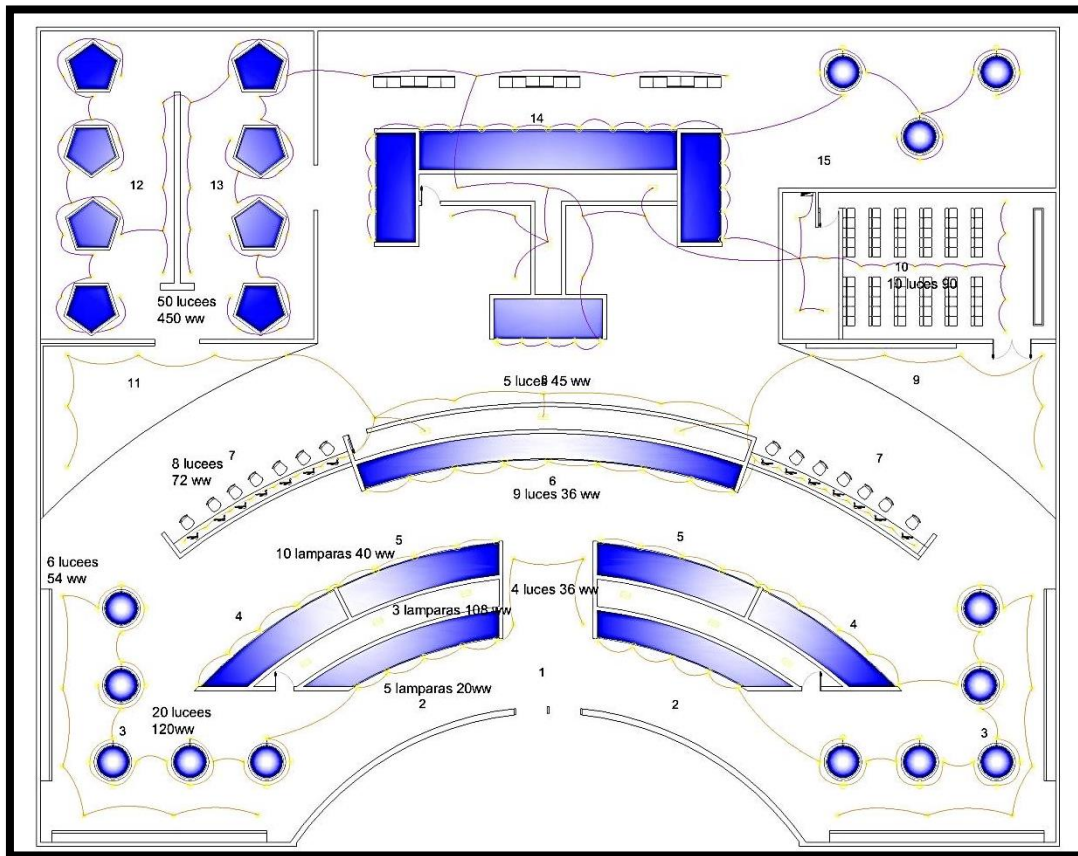 14
15
12
13
10
10 luces 90
50 lucees
450 ww
11
9
5 luces 45 ww
8
7
7
8 lucees
72 ww
6
9 luces 36 ww
5
5
10 lamparas 40 ww
6 lucees
54 ww
4 luces 36 ww
3 lamparas 108 ww
4
4
1
5 lamparas 20ww
2
2
20 lucees
120ww
3
3